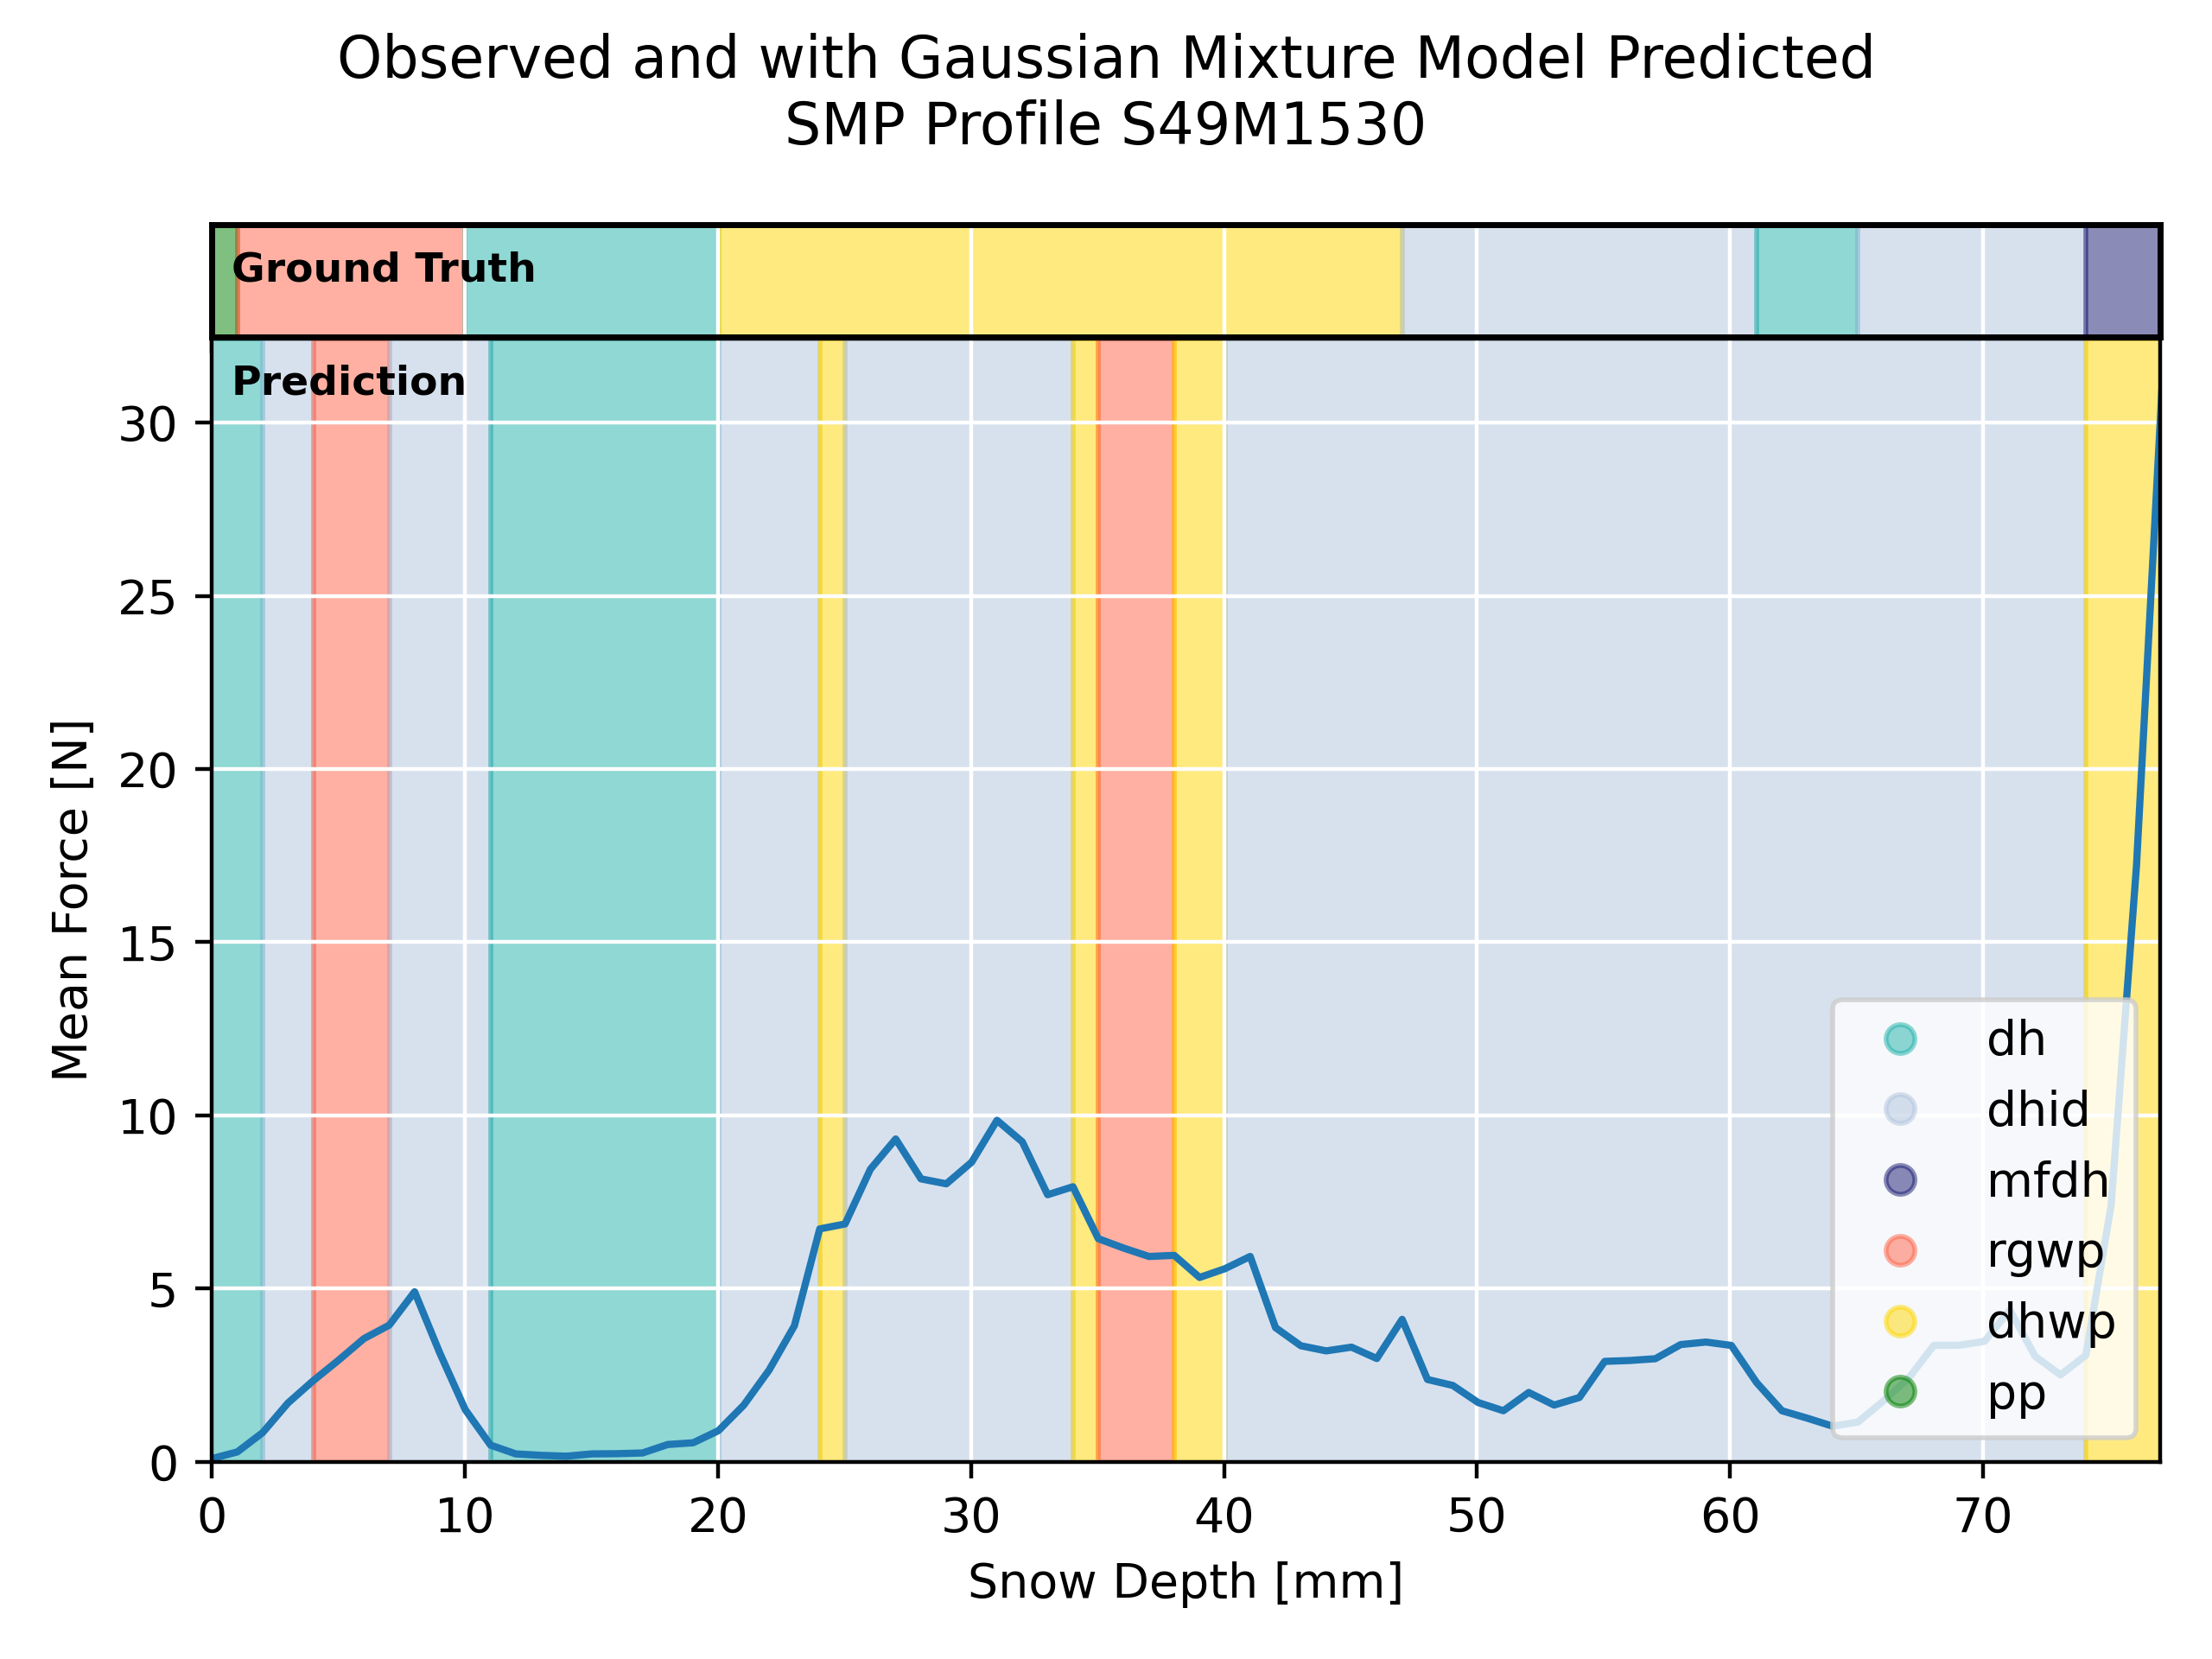 Observed and with Gaussian Mixture Model Predicted
SMP Profile S49M1530
Ground Truth
Prediction
30
25
20
15
10
5
0
Mean Force [N]
dh
dhid
mfdh
rgwp
dhwp
pp
0 10 20 30 40 50 60 70
Snow Depth [mm]